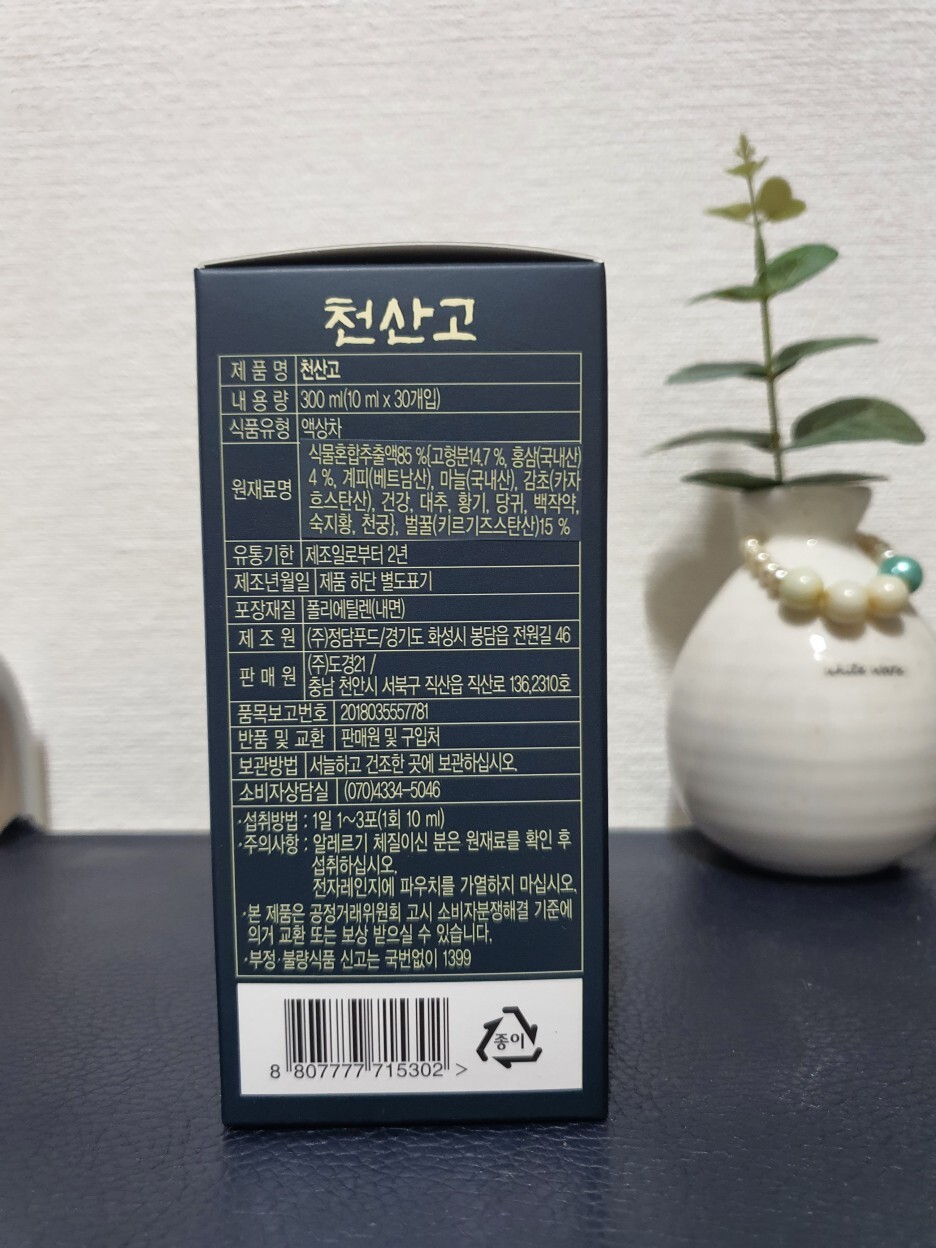 천산고
제품명 천산고
내용량 300 ml(10 ml x 30개입)
식품유형 액상차
원재료명 식물혼합추출액85 %{고형분14.7 %, 홍삼(국내산)
4 %, 계피(베트남산), 마늘(국내산), 감초(카자
흐스탄산), 건강, 대추, 황기, 당귀, 백작약,
숙지황, 천궁}, 벌꿀(키르기즈스탄산)15 %
유통기한 제조일로부터 2년
제조년월일 제품 하단 별도표기
포장재질 폴리에틸렌(내면)
제조원 (주)정담푸드/경기도 화성시 봉담읍 전원길 46
판매원 (주)도경21 /
충남 천안시 서북구 직산읍 직산로 136,2310호
품목보고번호 2018035557781
반품 및 교환 판매원 및 구입처
보관방법 서늘하고 건조한 곳에 보관하십시오.
소비자상담실 (070)4334-5046
·섭취방법 : 1일 1~3포(1회 10 ml)
·주의사항 : 알레르기 체질이신 분은 원재료를 확인 후
섭취하십시오.
전자레인지에 파우치를 가열하지 마십시오.
·본 제품은 공정거래위원회 고시 소비자분쟁해결 기준에
의거 교환 또는 보상 받으실 수 있습니다.
·부정·불량식품 신고는 국번없이 1399
종이
8 807777 715302 >
white ware